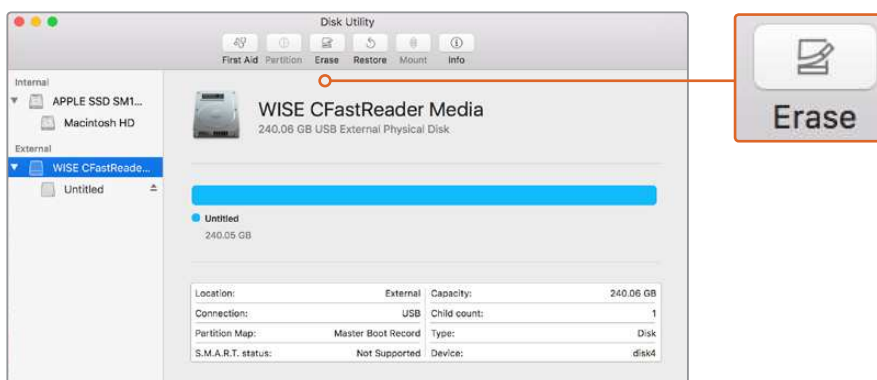 Disk Utility
First Aid Partition Erase Restore Mount Info
Erase
Internal
APPLE SSD SM1...
Macintosh HD
External
WISE CFastReade...
Untitled
WISE CFastReader Media
240.06 GB USB External Physical Disk
Untitled
240.05 GB
Location: External Capacity: 240.06 GB
Connection: USB Child count: 1
Partition Map: Master Boot Record Type: Disk
S.M.A.R.T. status: Not Supported Device: disk4